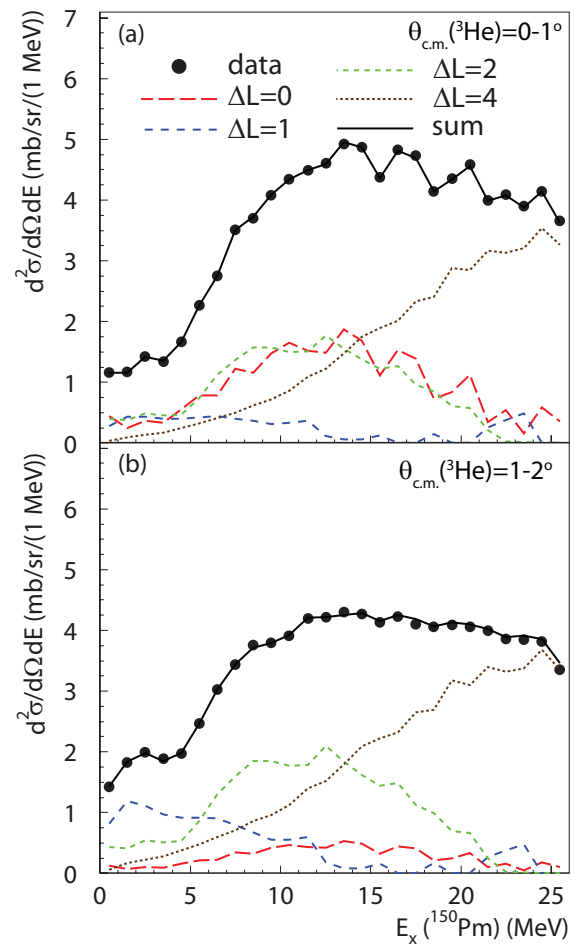 (a)
θc.m.(³He)=0-1°
data
ΔL=0
ΔL=1
ΔL=2
ΔL=4
sum
d²σ/dΩdE (mb/sr/(1 MeV))
7
6
5
4
3
2
1
0
(b)
θc.m.(³He)=1-2°
d²σ/dΩdE (mb/sr/(1 MeV))
6
5
4
3
2
1
0
0 5 10 15 20 25
Eₓ (¹⁵⁰Pm) (MeV)